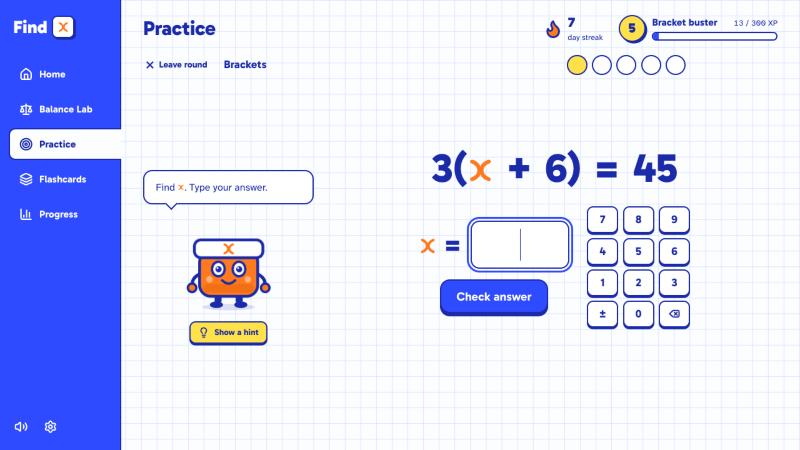 Find x
Home
Balance Lab
Practice
Flashcards
Progress
Practice
7
day streak
5
Bracket buster
13 / 300 XP
Leave round
Brackets
Find x. Type your answer.
x
Show a hint
3(x + 6) = 45
x =
Check answer
7 8 9
4 5 6
1 2 3
± 0